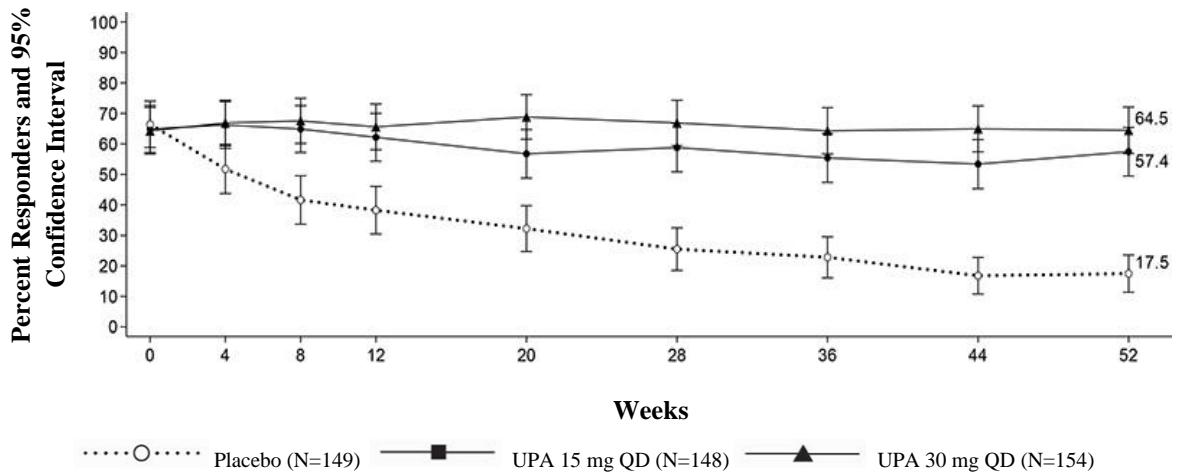 Percent Responders and 95%
Confidence Interval
100
90
80
70
60
50
40
30
20
10
0
64.5
57.4
17.5
0 4 8 12 20 28 36 44 52
Weeks
Placebo (N=149) UPA 15 mg QD (N=148) UPA 30 mg QD (N=154)